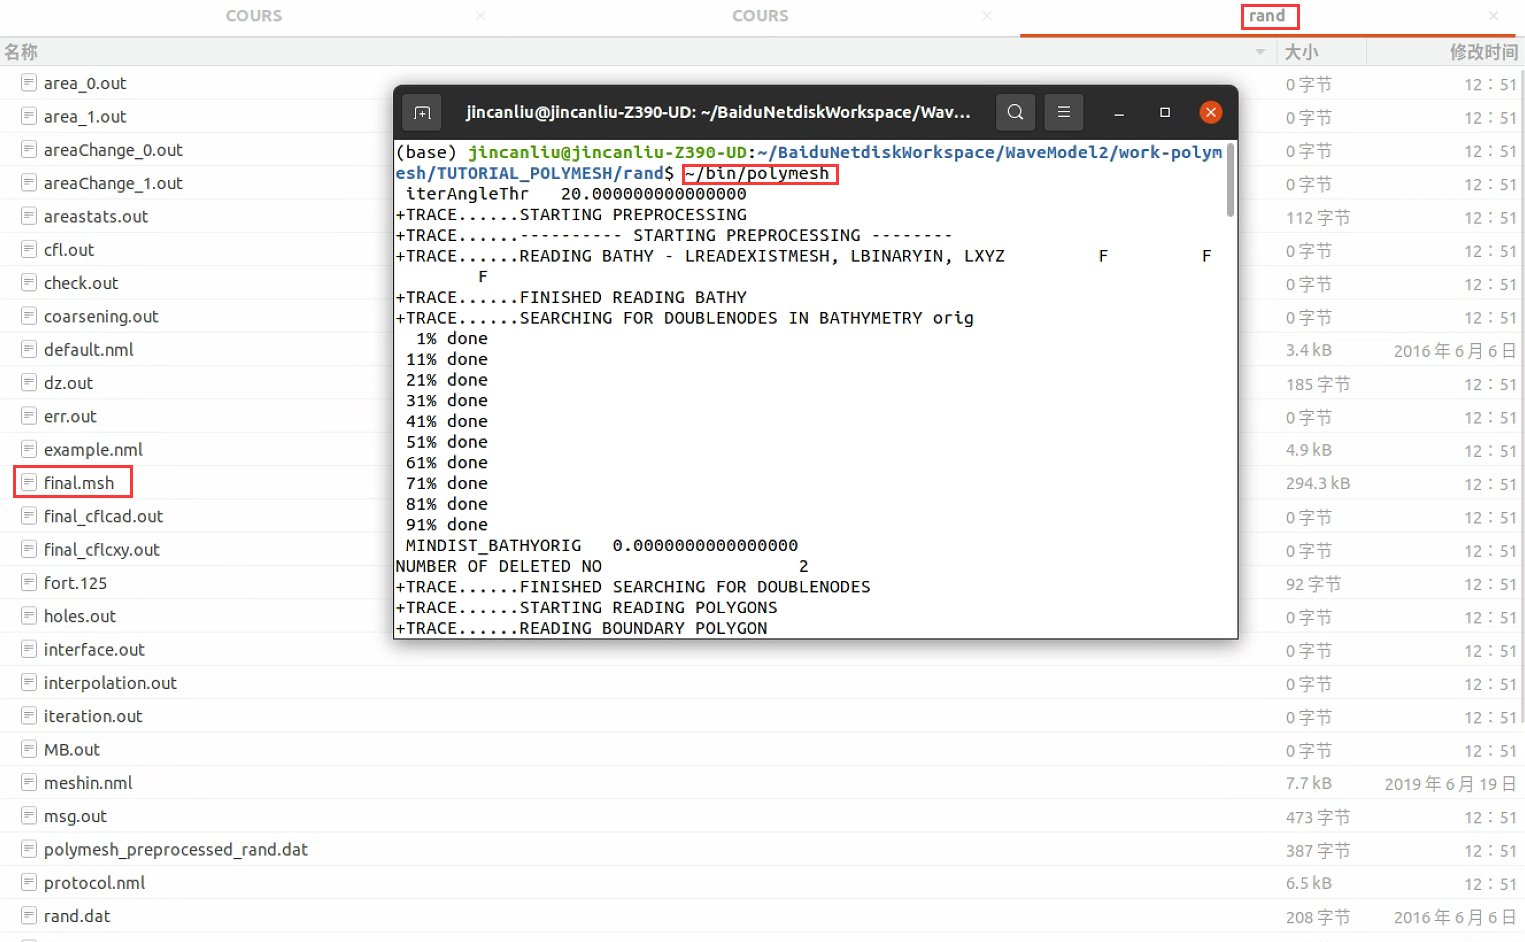 COURS × COURS × rand ×
名称 大小 修改时间
area_0.out 0 字节 12：51
area_1.out 0 字节 12：51
areaChange_0.out 0 字节 12：51
areaChange_1.out 0 字节 12：51
areastats.out 112 字节 12：51
cfl.out 0 字节 12：51
check.out 0 字节 12：51
coarsening.out 0 字节 12：51
default.nml 3.4 kB 2016 年 6 月 6 日
dz.out 185 字节 12：51
err.out 0 字节 12：51
example.nml 4.9 kB 12：51
final.msh 294.3 kB 12：51
final_cflcad.out 0 字节 12：51
final_cflcxy.out 0 字节 12：51
fort.125 92 字节 12：51
holes.out 0 字节 12：51
interface.out 0 字节 12：51
interpolation.out 0 字节 12：51
iteration.out 0 字节 12：51
MB.out 0 字节 12：51
meshin.nml 7.7 kB 2019 年 6 月 19 日
msg.out 473 字节 12：51
polymesh_preprocessed_rand.dat 387 字节 12：51
protocol.nml 6.5 kB 12：51
rand.dat 208 字节 2016 年 6 月 6 日
jincanliu@jincanliu-Z390-UD: ~/BaiduNetdiskWorkspace/Wav...
(base) jincanliu@jincanliu-Z390-UD:~/BaiduNetdiskWorkspace/WaveModel2/work-polym
esh/TUTORIAL_POLYMESH/rand$ ~/bin/polymesh
iterAngleThr 20.000000000000000
+TRACE......STARTING PREPROCESSING
+TRACE......---------- STARTING PREPROCESSING --------
+TRACE......READING BATHY - LREADEXISTMESH, LBINARYIN, LXYZ F F
F
+TRACE......FINISHED READING BATHY
+TRACE......SEARCHING FOR DOUBLENODES IN BATHYMETRY orig
1% done
11% done
21% done
31% done
41% done
51% done
61% done
71% done
81% done
91% done
MINDIST_BATHYORIG 0.0000000000000000
NUMBER OF DELETED NO 2
+TRACE......FINISHED SEARCHING FOR DOUBLENODES
+TRACE......STARTING READING POLYGONS
+TRACE......READING BOUNDARY POLYGON